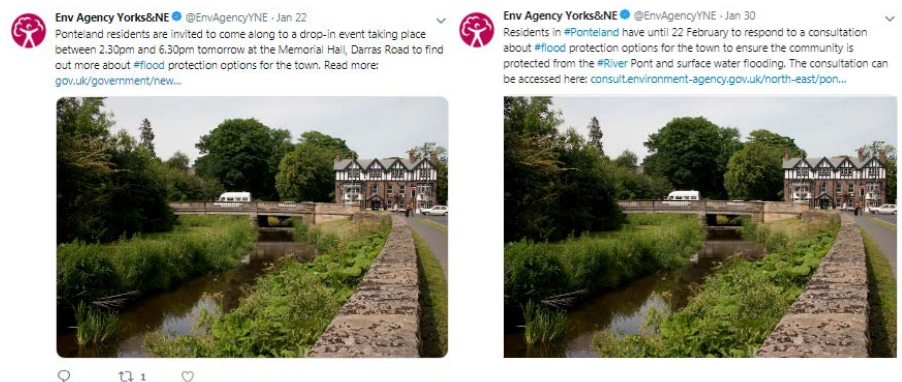 Env Agency Yorks&NE @EnvAgencyYNE · Jan 22
Ponteland residents are invited to come along to a drop-in event taking place
between 2.30pm and 6.30pm tomorrow at the Memorial Hall, Darras Road to find
out more about #flood protection options for the town. Read more:
gov.uk/government/new...
1
Env Agency Yorks&NE @EnvAgencyYNE · Jan 30
Residents in #Ponteland have until 22 February to respond to a consultation
about #flood protection options for the town to ensure the community is
protected from the #River Pont and surface water flooding. The consultation can
be accessed here: consult.environment-agency.gov.uk/north-east/pon...